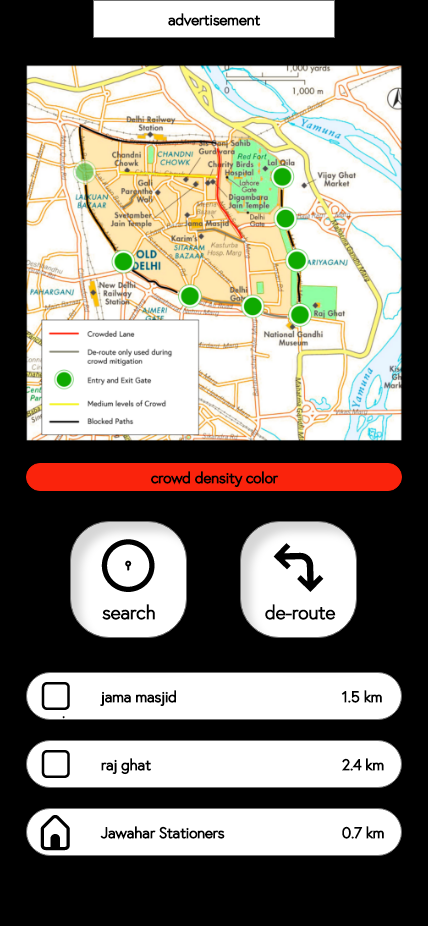 advertisement
1,000 yards
0
1,000 m
Yamuna
Delhi Railway
Station
Sis Ganj Sahib
Gurdwara
Red Fort
Lal Qila
Chandni
Chowk
CHANDNI
CHOWK
Charity Birds
Hospital
Vijay Ghat
Market
Lahore
Gate
LALKUAN
BAZAAR
Gali
Paranthe
Wali
Digambara
Jain Temple
Svetamber
Jain Temple
Jama Masjid
Delhi
Gate
Karim's
SITARAM
BAZAAR
Kasturba
Hosp. Marg
OLD
DELHI
ARIYAGANJ
PAHARGANJ
New Delhi
Railway
Station
AJMERI
GATE
Delhi
Gate
Raj Ghat
National Gandhi
Museum
Yamuna
Mahatma Gandhi Marg
Crowded Lane
De-route only used during
crowd mitigation
Entry and Exit Gate
Medium levels of Crowd
Blocked Paths
crowd density color
search
de-route
jama masjid 1.5 km
raj ghat 2.4 km
Jawahar Stationers 0.7 km